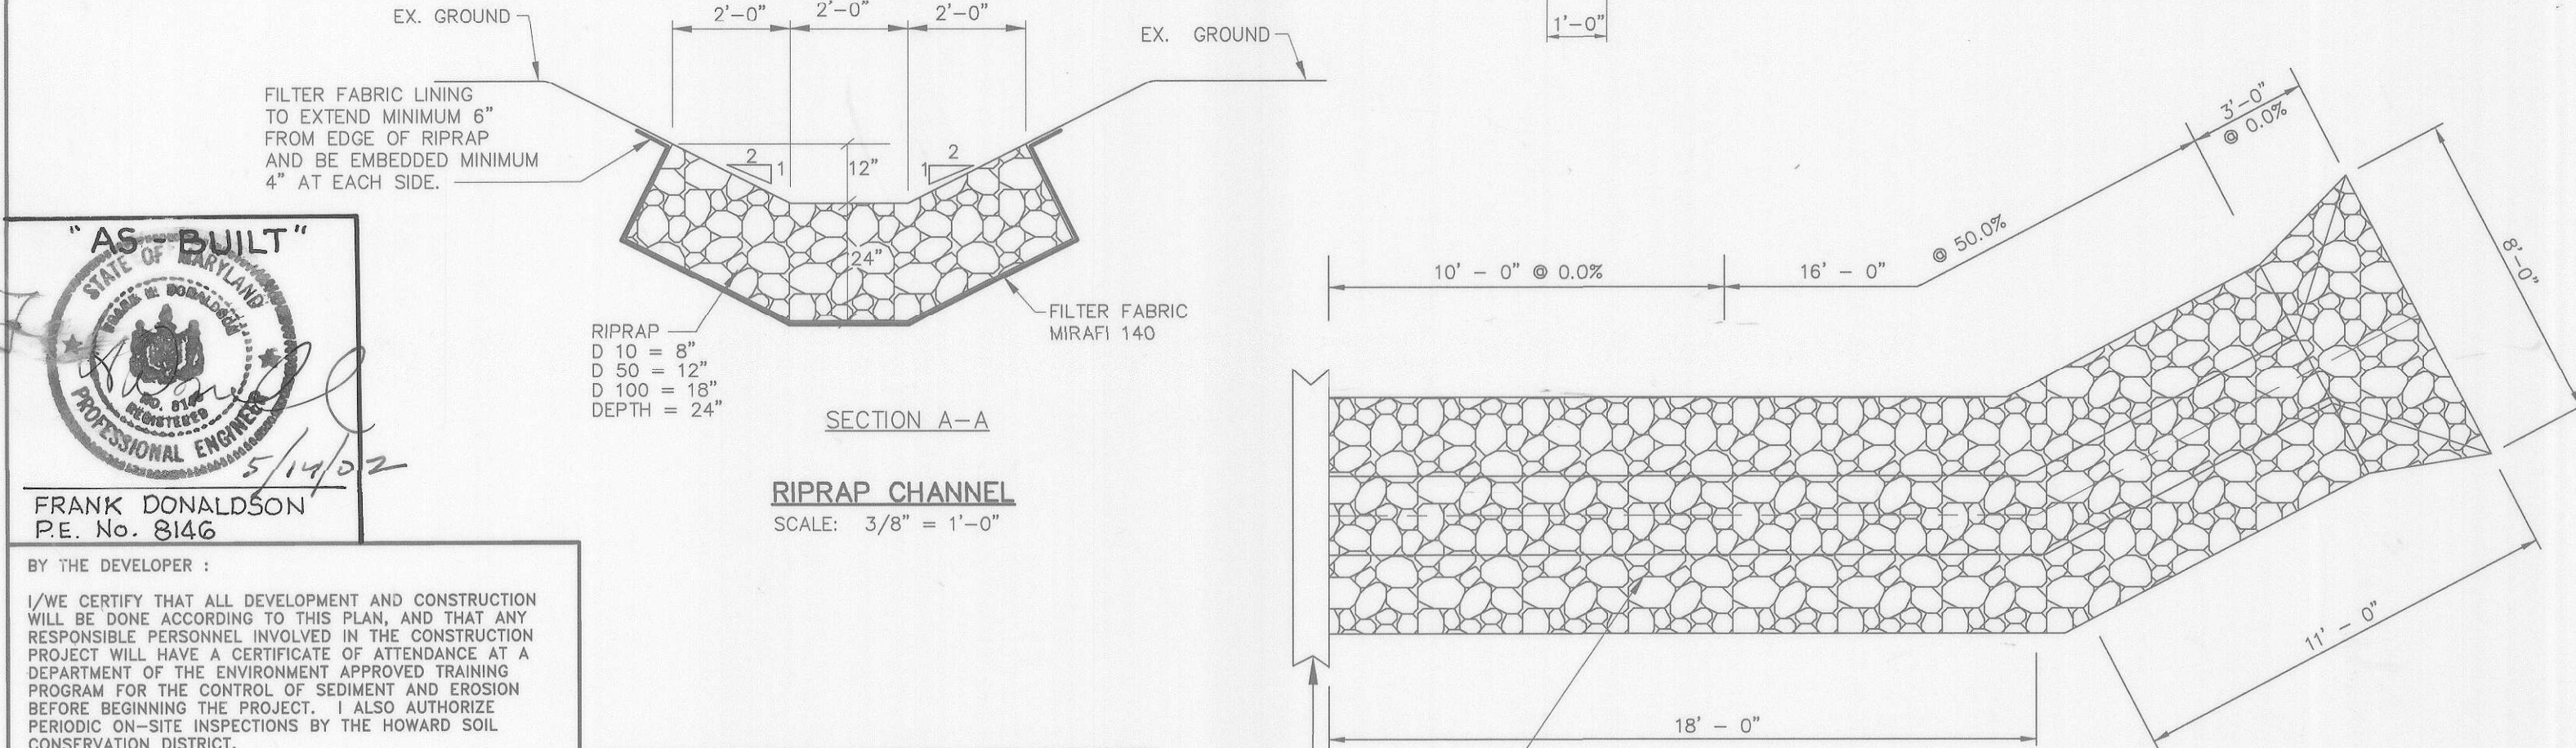 EX. GROUND
2'-0"
2'-0"
2'-0"
EX. GROUND
1'-0"
FILTER FABRIC LINING
TO EXTEND MINIMUM 6"
FROM EDGE OF RIPRAP
AND BE EMBEDDED MINIMUM
4" AT EACH SIDE.
2
1
12"
2
1
24"
RIPRAP
D 10 = 8"
D 50 = 12"
D 100 = 18"
DEPTH = 24"
FILTER FABRIC
MIRAFI 140
SECTION A-A
RIPRAP CHANNEL
SCALE: 3/8" = 1'-0"
"AS-BUILT"
STATE OF MARYLAND
FRANK DONALDSON
NO. 8146
REGISTERED
PROFESSIONAL ENGINEER
5/14/02
FRANK DONALDSON
P.E. No. 8146
BY THE DEVELOPER :
I/WE CERTIFY THAT ALL DEVELOPMENT AND CONSTRUCTION
WILL BE DONE ACCORDING TO THIS PLAN, AND THAT ANY
RESPONSIBLE PERSONNEL INVOLVED IN THE CONSTRUCTION
PROJECT WILL HAVE A CERTIFICATE OF ATTENDANCE AT A
DEPARTMENT OF THE ENVIRONMENT APPROVED TRAINING
PROGRAM FOR THE CONTROL OF SEDIMENT AND EROSION
BEFORE BEGINNING THE PROJECT. I ALSO AUTHORIZE
PERIODIC ON-SITE INSPECTIONS BY THE HOWARD SOIL
CONSERVATION DISTRICT.
10' - 0" @ 0.0%
16' - 0"
@ 50.0%
3'-0"
@ 0.0%
8'-0"
11' - 0"
18' - 0"